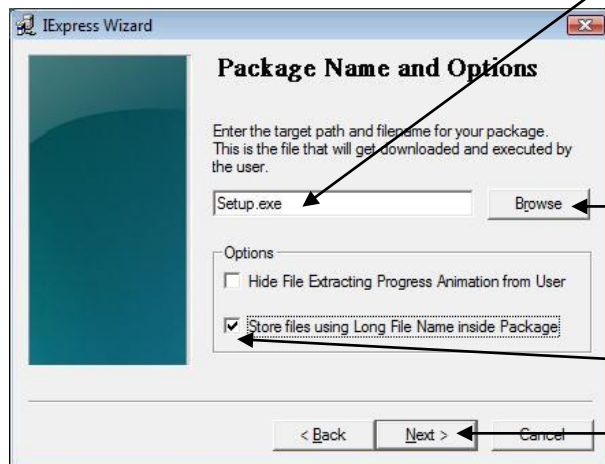 IExpress Wizard
Package Name and Options
Enter the target path and filename for your package.
This is the file that will get downloaded and executed by
the user.
Setup.exe
Browse
Options
Hide File Extracting Progress Animation from User
Store files using Long File Name inside Package
< Back
Next >
Cancel